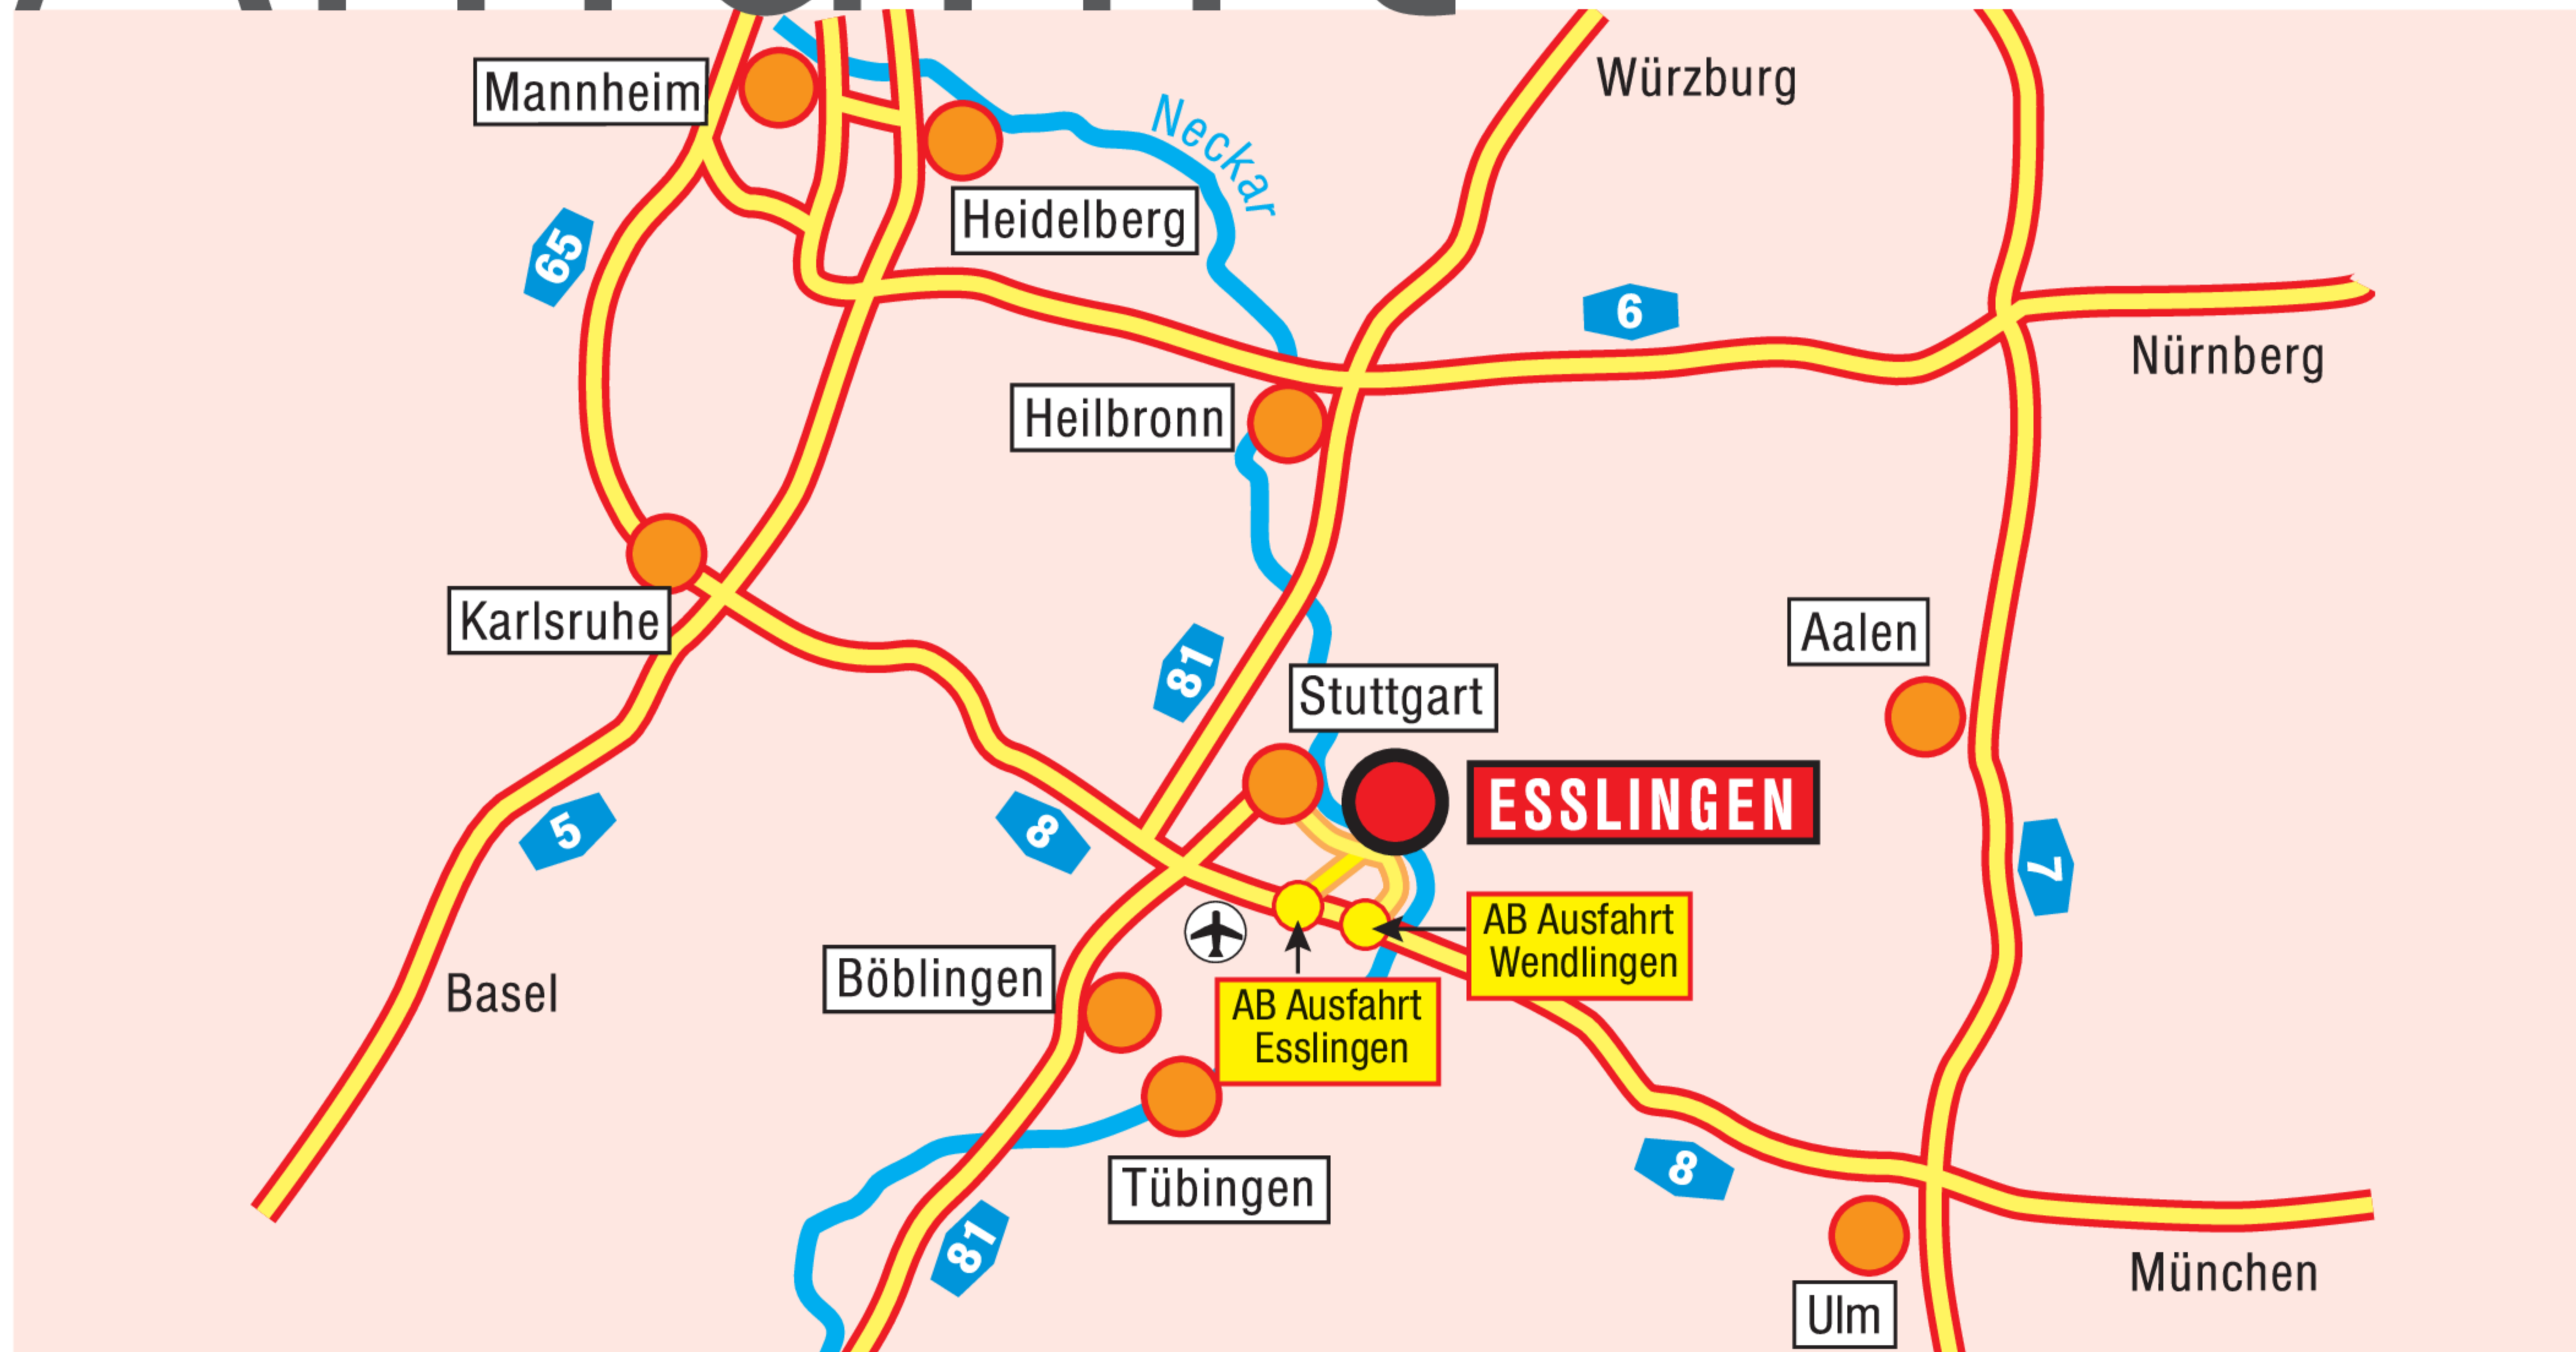 Mannheim
Würzburg
Neckar
Heidelberg
65
6
Nürnberg
Heilbronn
Karlsruhe
Aalen
81
Stuttgart
ESSLINGEN
5
8
7
AB Ausfahrt
Wendlingen
Böblingen
Basel
AB Ausfahrt
Esslingen
8
Tübingen
81
München
Ulm